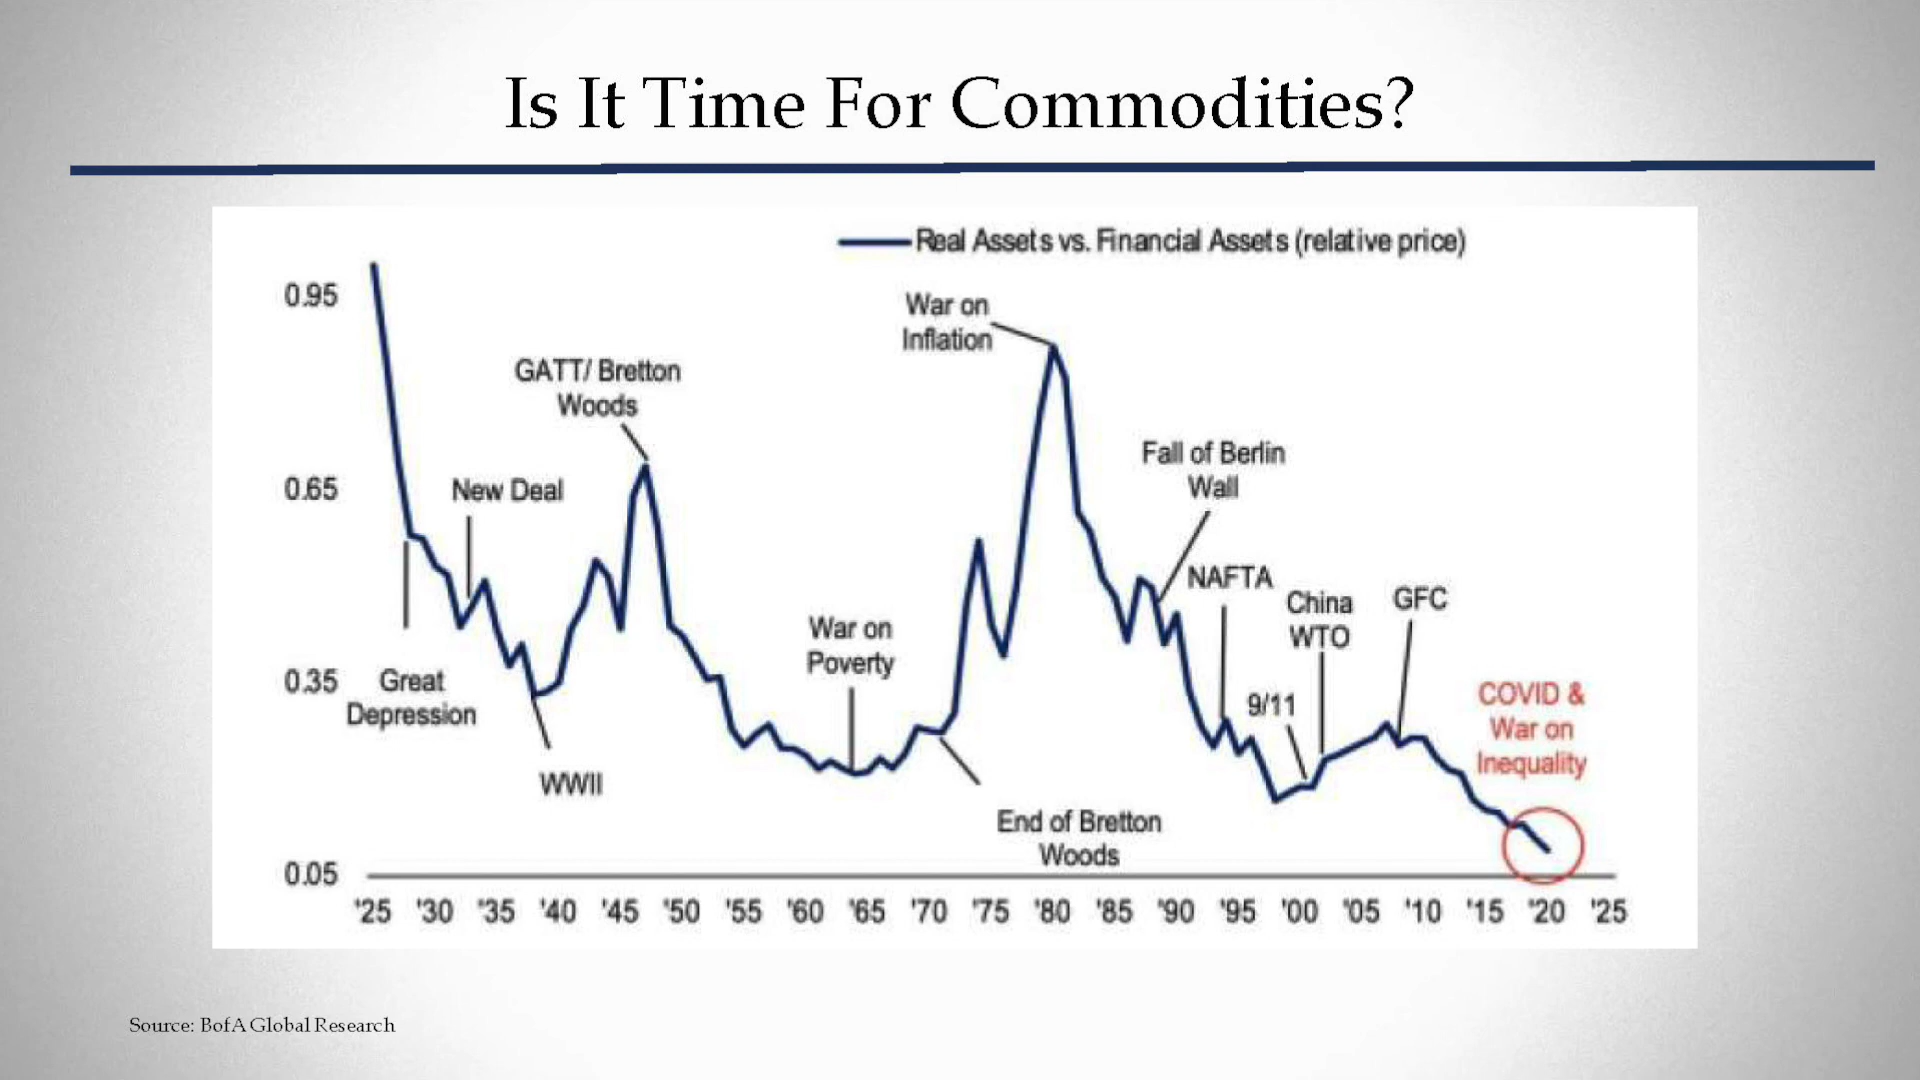 Is It Time For Commodities?
Real Assets vs. Financial Assets (relative price)
0.95
0.65
0.35
0.05
War on
Inflation
GATT/ Bretton
Woods
New Deal
Fall of Berlin
Wall
NAFTA
China
WTO
GFC
War on
Poverty
Great
Depression
9/11
COVID &
War on
Inequality
WWII
End of Bretton
Woods
'25 '30 '35 '40 '45 '50 '55 '60 '65 '70 '75 '80 '85 '90 '95 '00 '05 '10 '15 '20 '25
Source: BofA Global Research